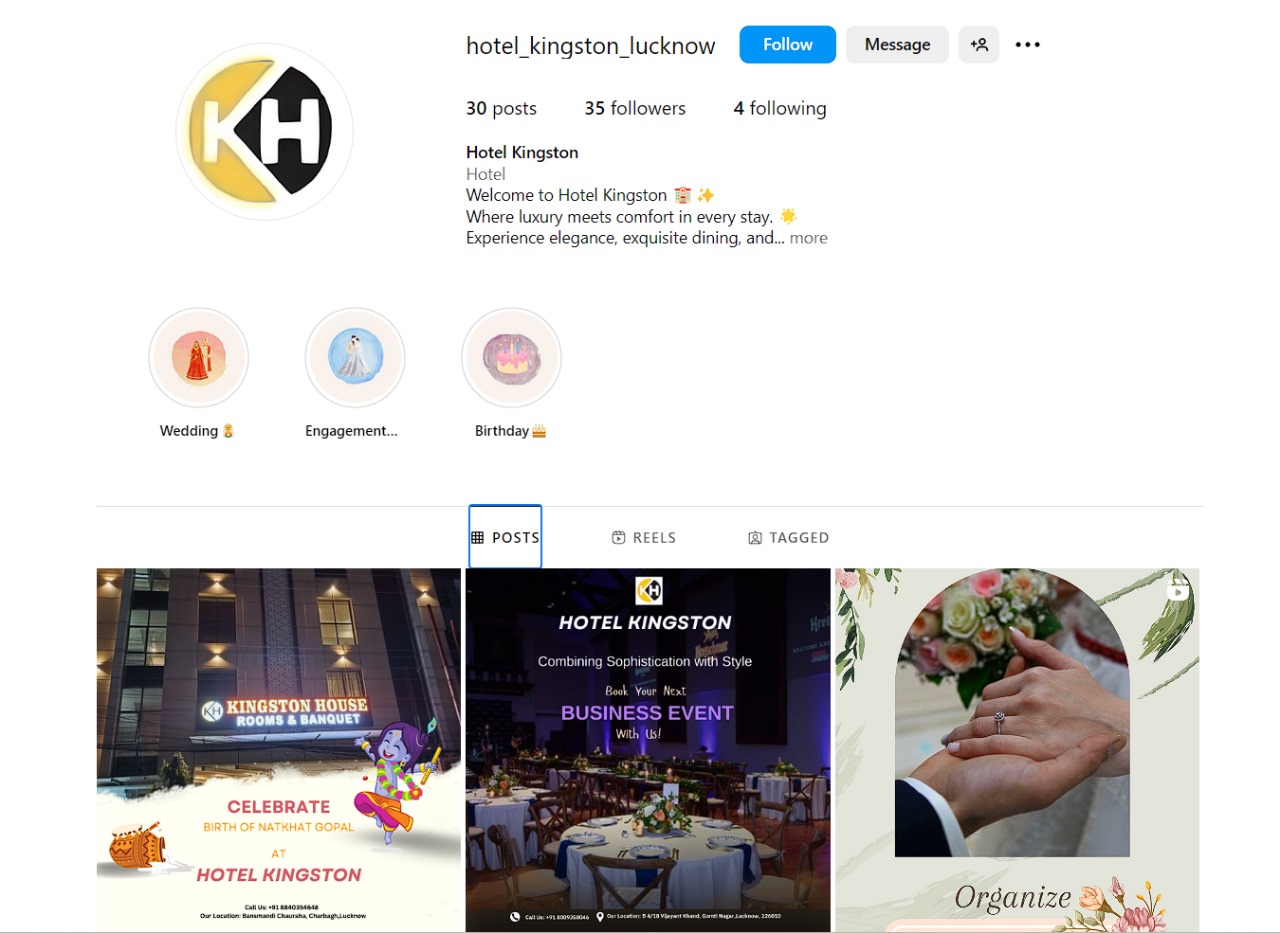 hotel_kingston_lucknow
Follow
Message
30 posts
35 followers
4 following
KH
Hotel Kingston
Hotel
Welcome to Hotel Kingston 🏨 ✨
Where luxury meets comfort in every stay. 🌟
Experience elegance, exquisite dining, and... more
Wedding 👰
Engagement...
Birthday 🎂
POSTS
REELS
TAGGED
KH
KINGSTON HOUSE
ROOMS & BANQUET
CELEBRATE
BIRTH OF NATKHAT GOPAL
AT
HOTEL KINGSTON
Call Us: +91 8840354648
Our Location: Bansmandi Chauraha, Charbagh,Lucknow
KH
HOTEL KINGSTON
Combining Sophistication with Style
Book Your Next
BUSINESS EVENT
With Us!
Call Us: +91 8009350046
Our Location: B 4/18 Vijayant Khand, Gomti Nagar,Lucknow, 226010
Organize